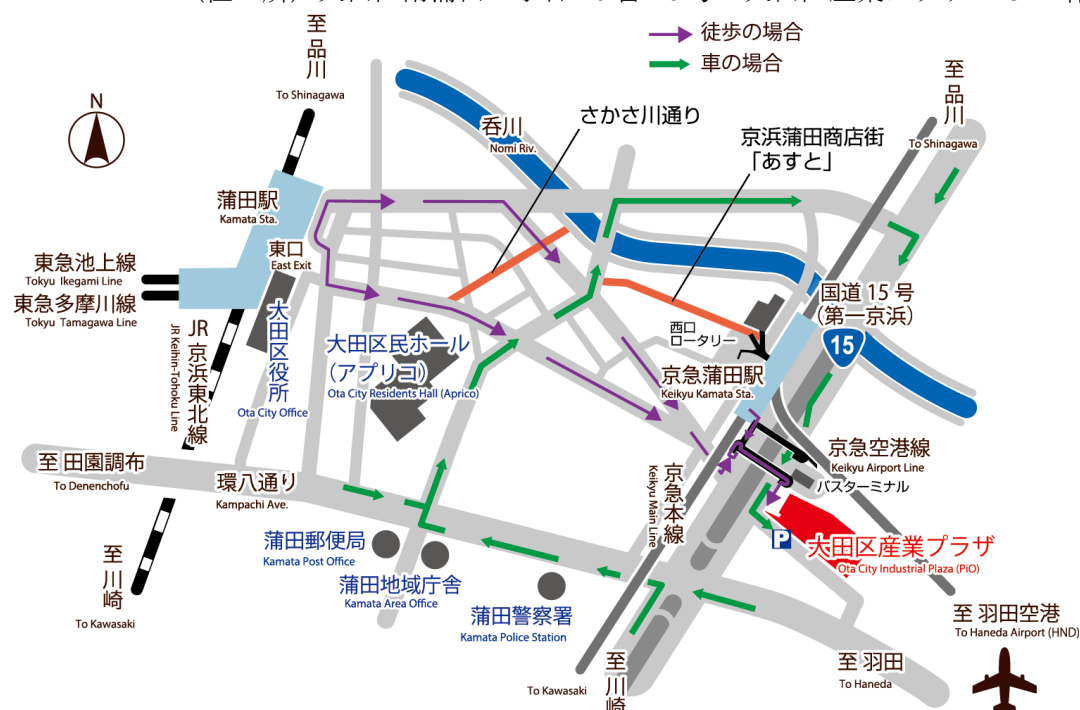 徒歩の場合
車の場合
至 品川
To Shinagawa
N
至 品川
To Shinagawa
さかさ川通り
京浜蒲田商店街
「あすと」
呑川
Nomi Riv.
蒲田駅
Kamata Sta.
東口
East Exit
東急池上線
Tokyu Ikegami Line
東急多摩川線
Tokyu Tamagawa Line
JR 京浜東北線
JR Keihin-Tohoku Line
大田区役所
Ota City Office
大田区民ホール
（アプリコ）
Ota City Residents Hall (Aprico)
西口
ロータリー
国道 15 号
（第一京浜）
15
京急蒲田駅
Keikyu Kamata Sta.
京急空港線
Keikyu Airport Line
バスターミナル
京急本線
Keikyu Main Line
至 田園調布
To Denenchofu
環八通り
Kampachi Ave.
蒲田郵便局
Kamata Post Office
蒲田地域庁舎
Kamata Area Office
蒲田警察署
Kamata Police Station
P
大田区産業プラザ
Ota City Industrial Plaza (PiO)
至 川崎
To Kawasaki
至 川崎
To Kawasaki
至 羽田
To Haneda
至 羽田空港
To Haneda Airport (HND)